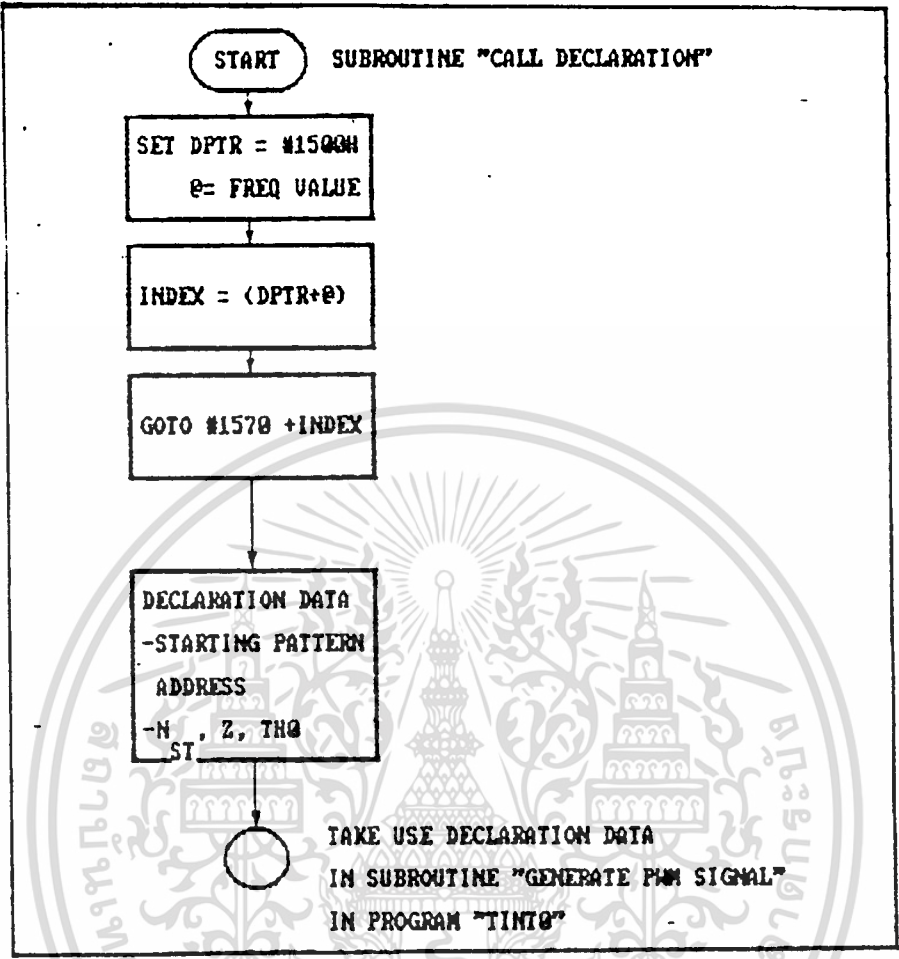 START
SUBROUTINE "CALL DECLARATION"
SET DPTR = #1500H
@= FREQ VALUE
INDEX = (DPTR+@)
GOTO #1570 +INDEX
DECLARATION DATA
-STARTING PATTERN
ADDRESS
-N , Z, TH0
ST
TAKE USE DECLARATION DATA
IN SUBROUTINE "GENERATE PWM SIGNAL"
IN PROGRAM "TINT0"